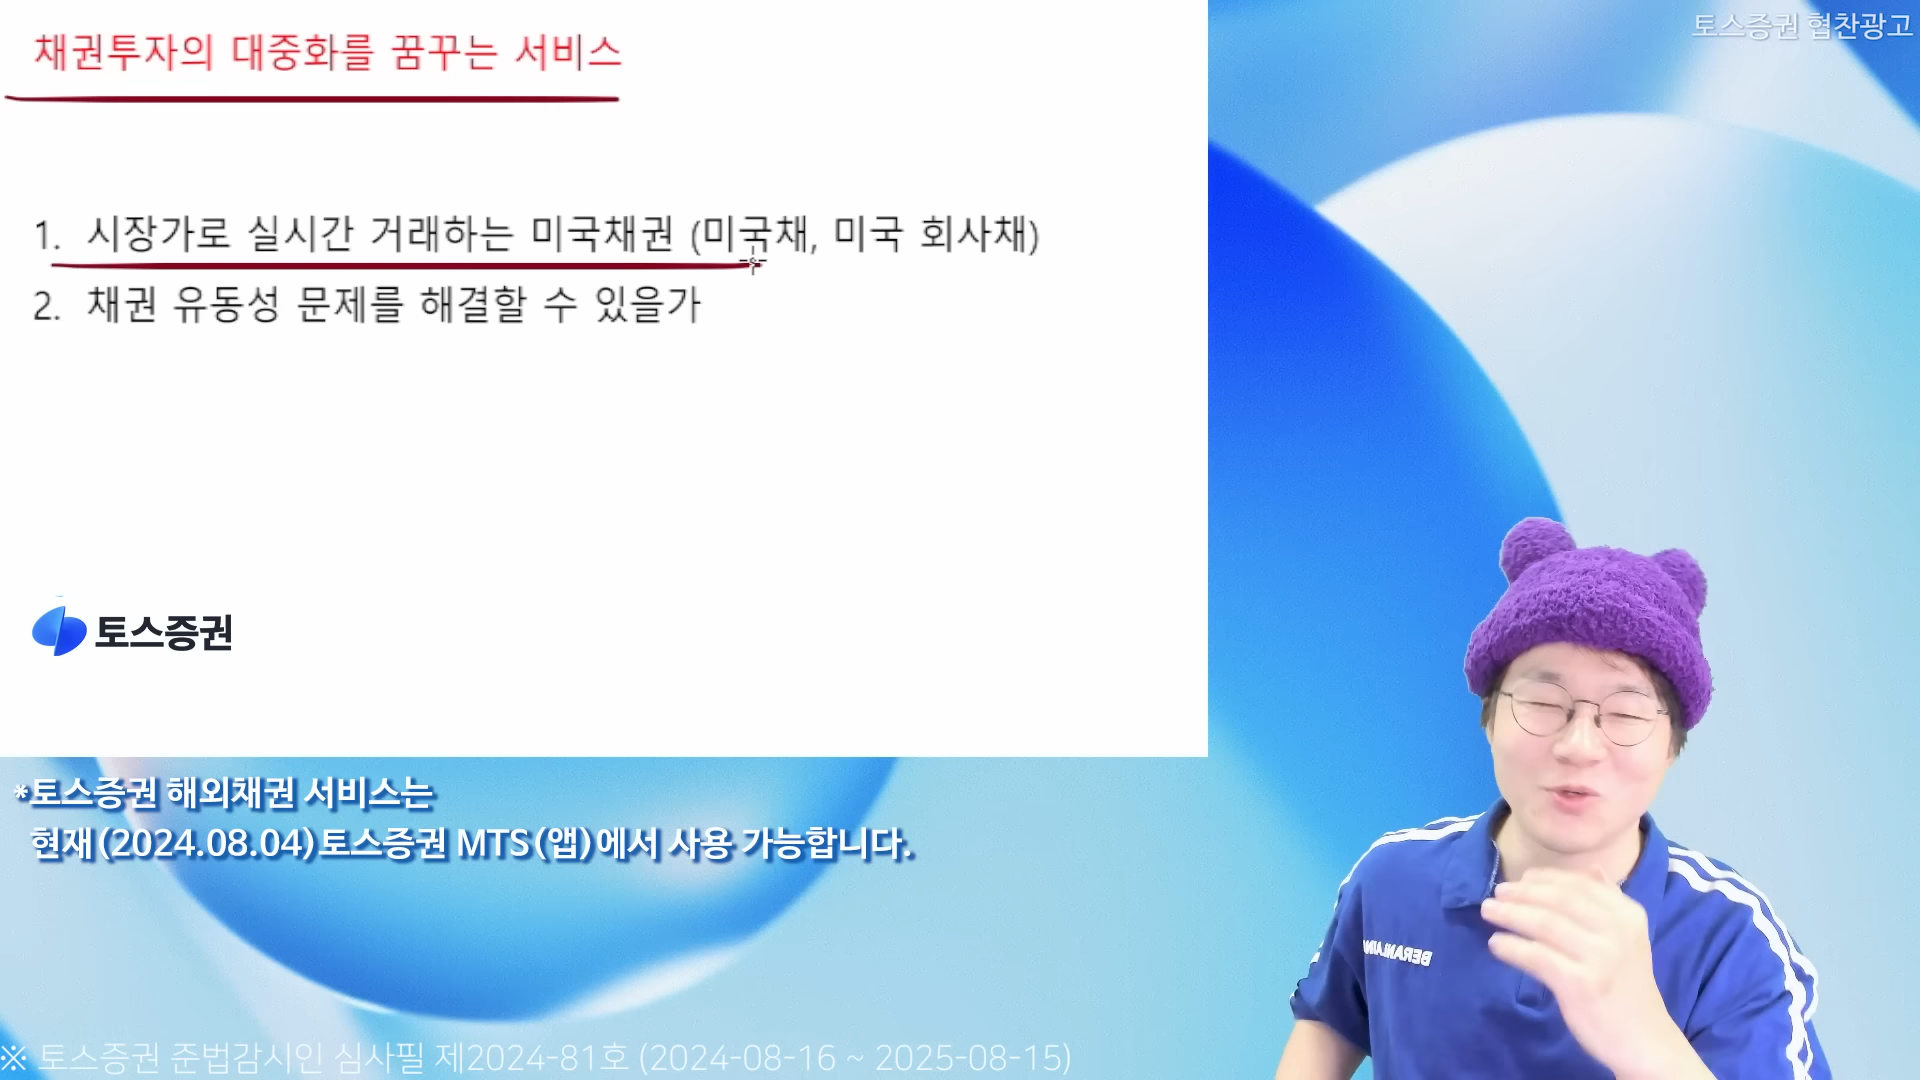 토스증권 협찬광고
채권투자의 대중화를 꿈꾸는 서비스
1. 시장가로 실시간 거래하는 미국채권 (미국채, 미국 회사채)
2. 채권 유동성 문제를 해결할 수 있을가
토스증권
*토스증권 해외채권 서비스는
현재(2024.08.04)토스증권 MTS(앱)에서 사용 가능합니다.
※ 토스증권 준법감시인 심사필 제2024-81호 (2024-08-16 ~ 2025-08-15)